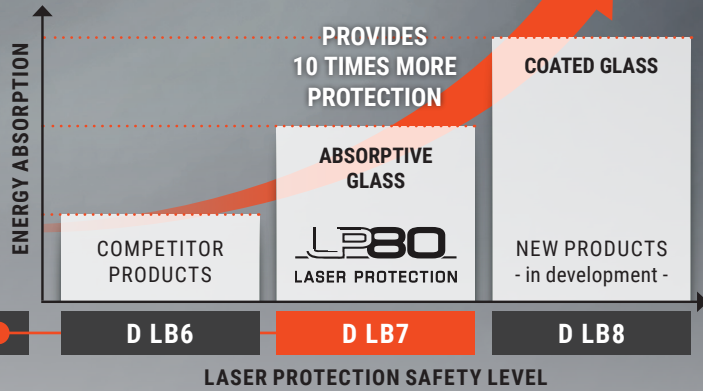 ENERGY ABSORPTION
PROVIDES
10 TIMES MORE
PROTECTION
COATED GLASS
ABSORPTIVE
GLASS
COMPETITOR
PRODUCTS
LP80
LASER PROTECTION
NEW PRODUCTS
- in development -
D LB6
D LB7
D LB8
LASER PROTECTION SAFETY LEVEL